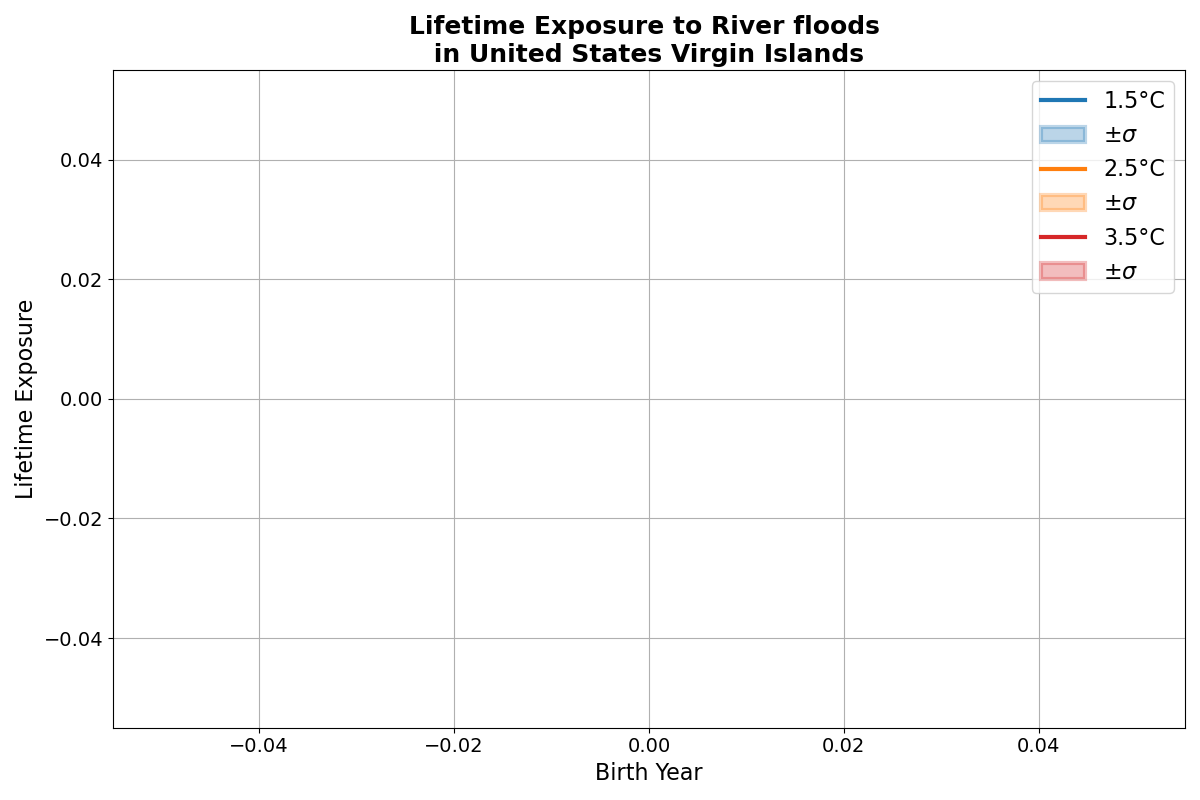 Lifetime Exposure to River floods
in United States Virgin Islands
1.5°C
±σ
2.5°C
±σ
3.5°C
±σ
Lifetime Exposure
0.04
0.02
0.00
−0.02
−0.04
−0.04
−0.02
0.00
0.02
0.04
Birth Year